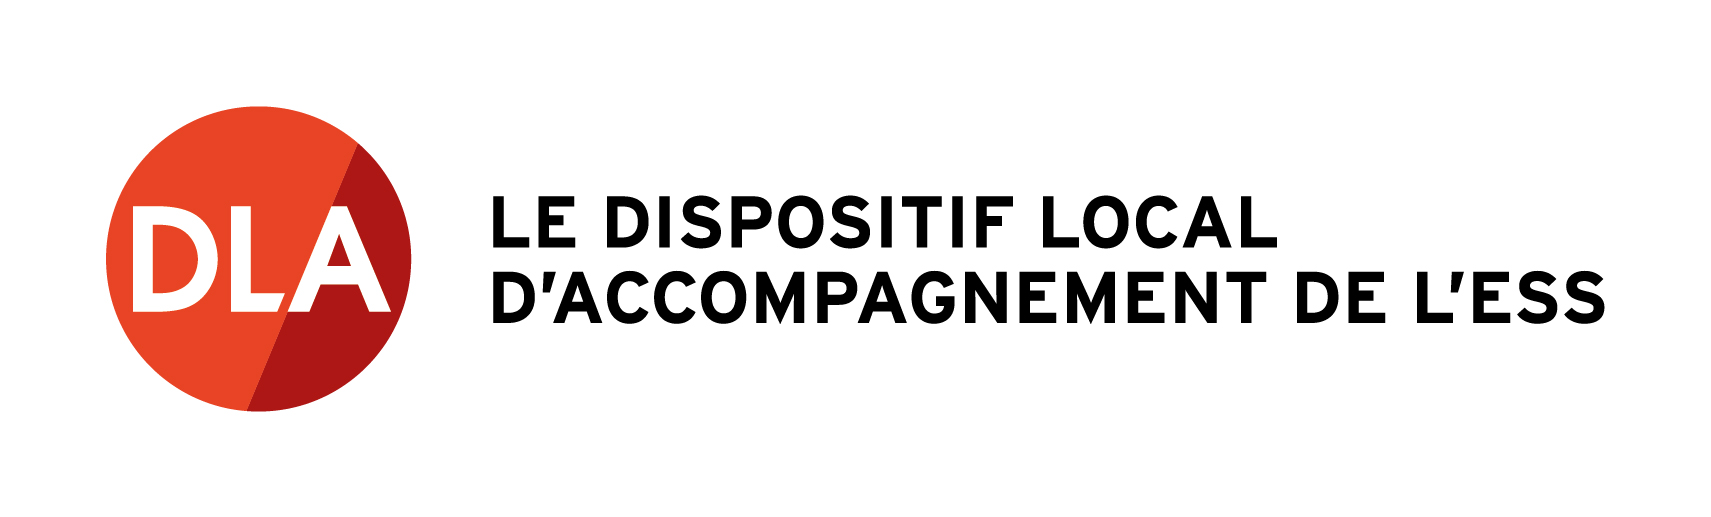 DLA
LE DISPOSITIF LOCAL
D’ACCOMPAGNEMENT DE L’ESS